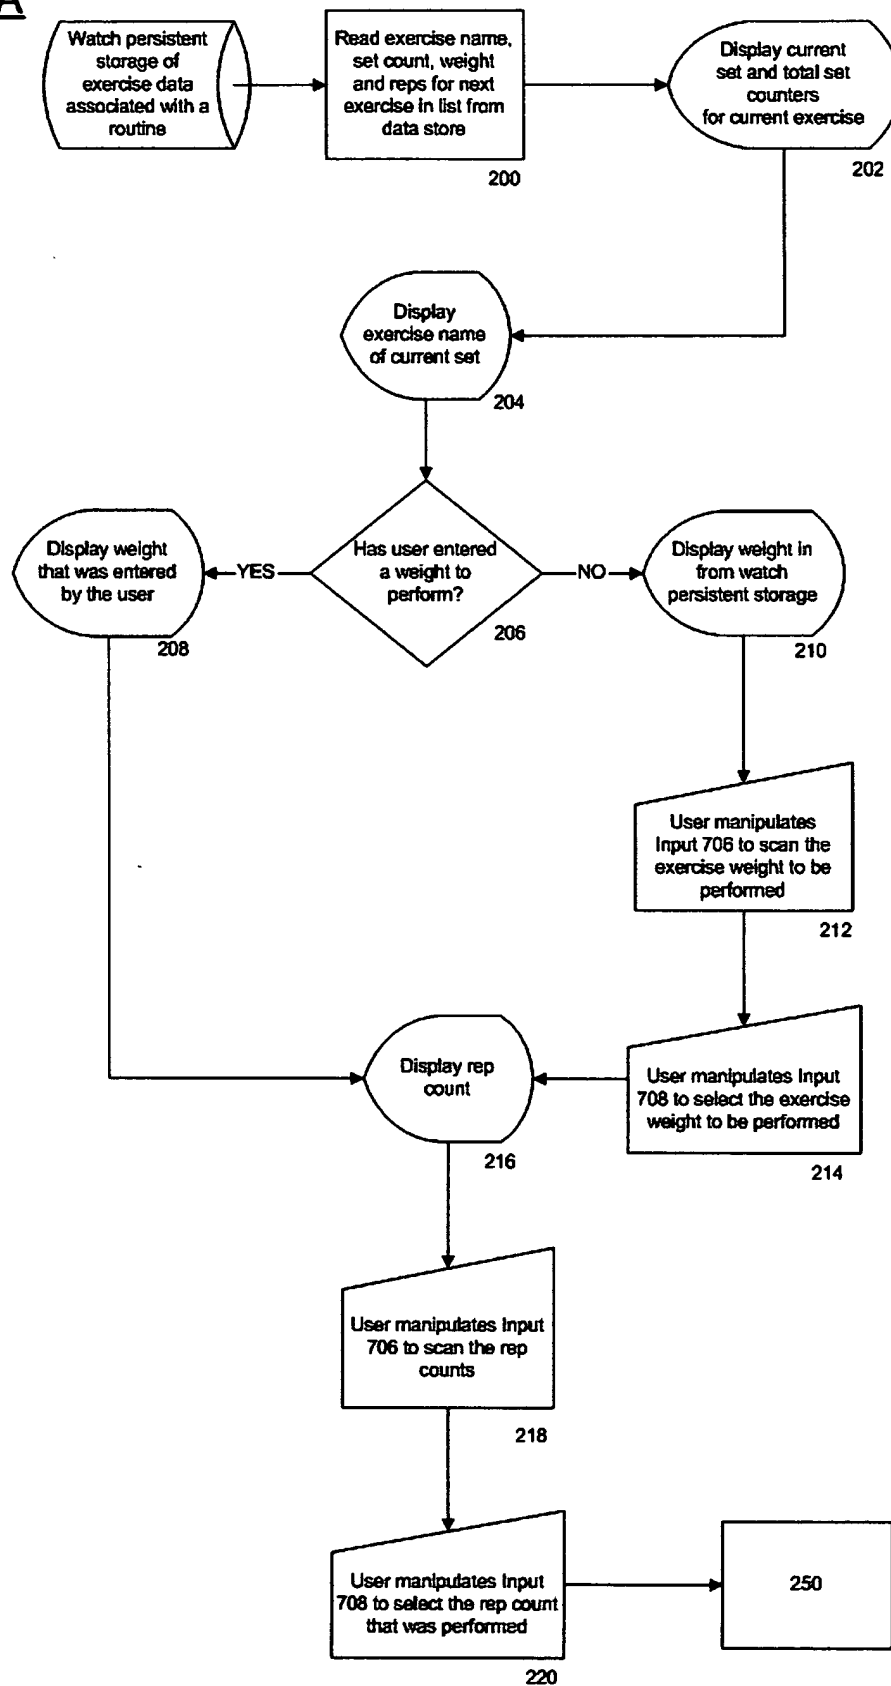 A
Watch persistent
storage of
exercise data
associated with a
routine
Read exercise name,
set count, weight
and reps for next
exercise in list from
data store
200
Display current
set and total set
counters
for current exercise
202
Display
exercise name
of current set
204
Has user entered
a weight to
perform?
206
YES
NO
Display weight
that was entered
by the user
208
Display weight in
from watch
persistent storage
210
User manipulates
Input 706 to scan the
exercise weight to be
performed
212
User manipulates Input
708 to select the exercise
weight to be performed
214
Display rep
count
216
User manipulates Input
706 to scan the rep
counts
218
User manipulates Input
708 to select the rep count
that was performed
220
250